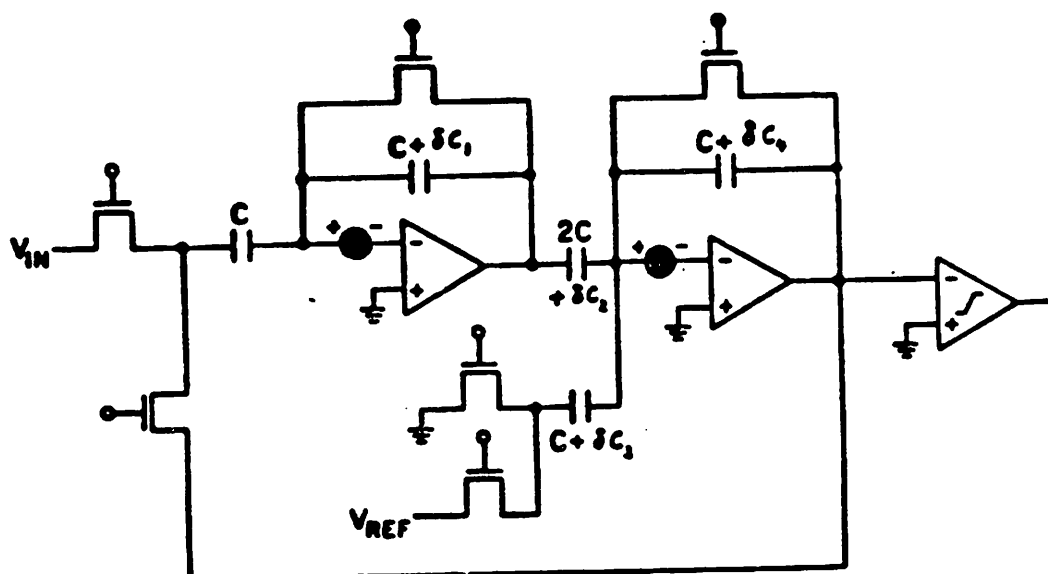 C + δC₁
C + δC₄
C
+ -
-
+
V_IN
2C
+ δC₂
+ -
-
+
-
+
C + δC₃
V_REF